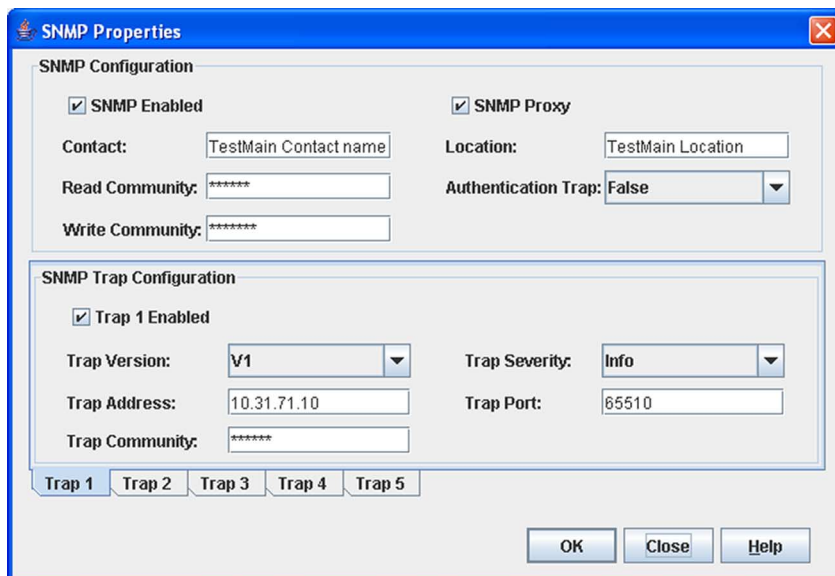 SNMP Properties
SNMP Configuration
SNMP Enabled
SNMP Proxy
Contact: TestMain Contact name
Location: TestMain Location
Read Community: ******
Authentication Trap: False
Write Community: *******
SNMP Trap Configuration
Trap 1 Enabled
Trap Version: V1
Trap Severity: Info
Trap Address: 10.31.71.10
Trap Port: 65510
Trap Community: ******
Trap 1 Trap 2 Trap 3 Trap 4 Trap 5
OK Close Help